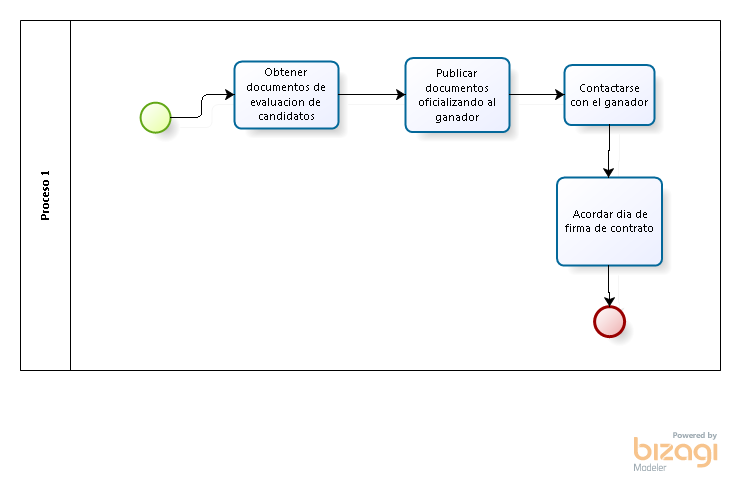 Proceso 1
Obtener
documentos de
evaluacion de
candidatos
Publicar
documentos
oficializando al
ganador
Contactarse
con el ganador
Acordar dia de
firma de contrato
Powered by
bizagi
Modeler